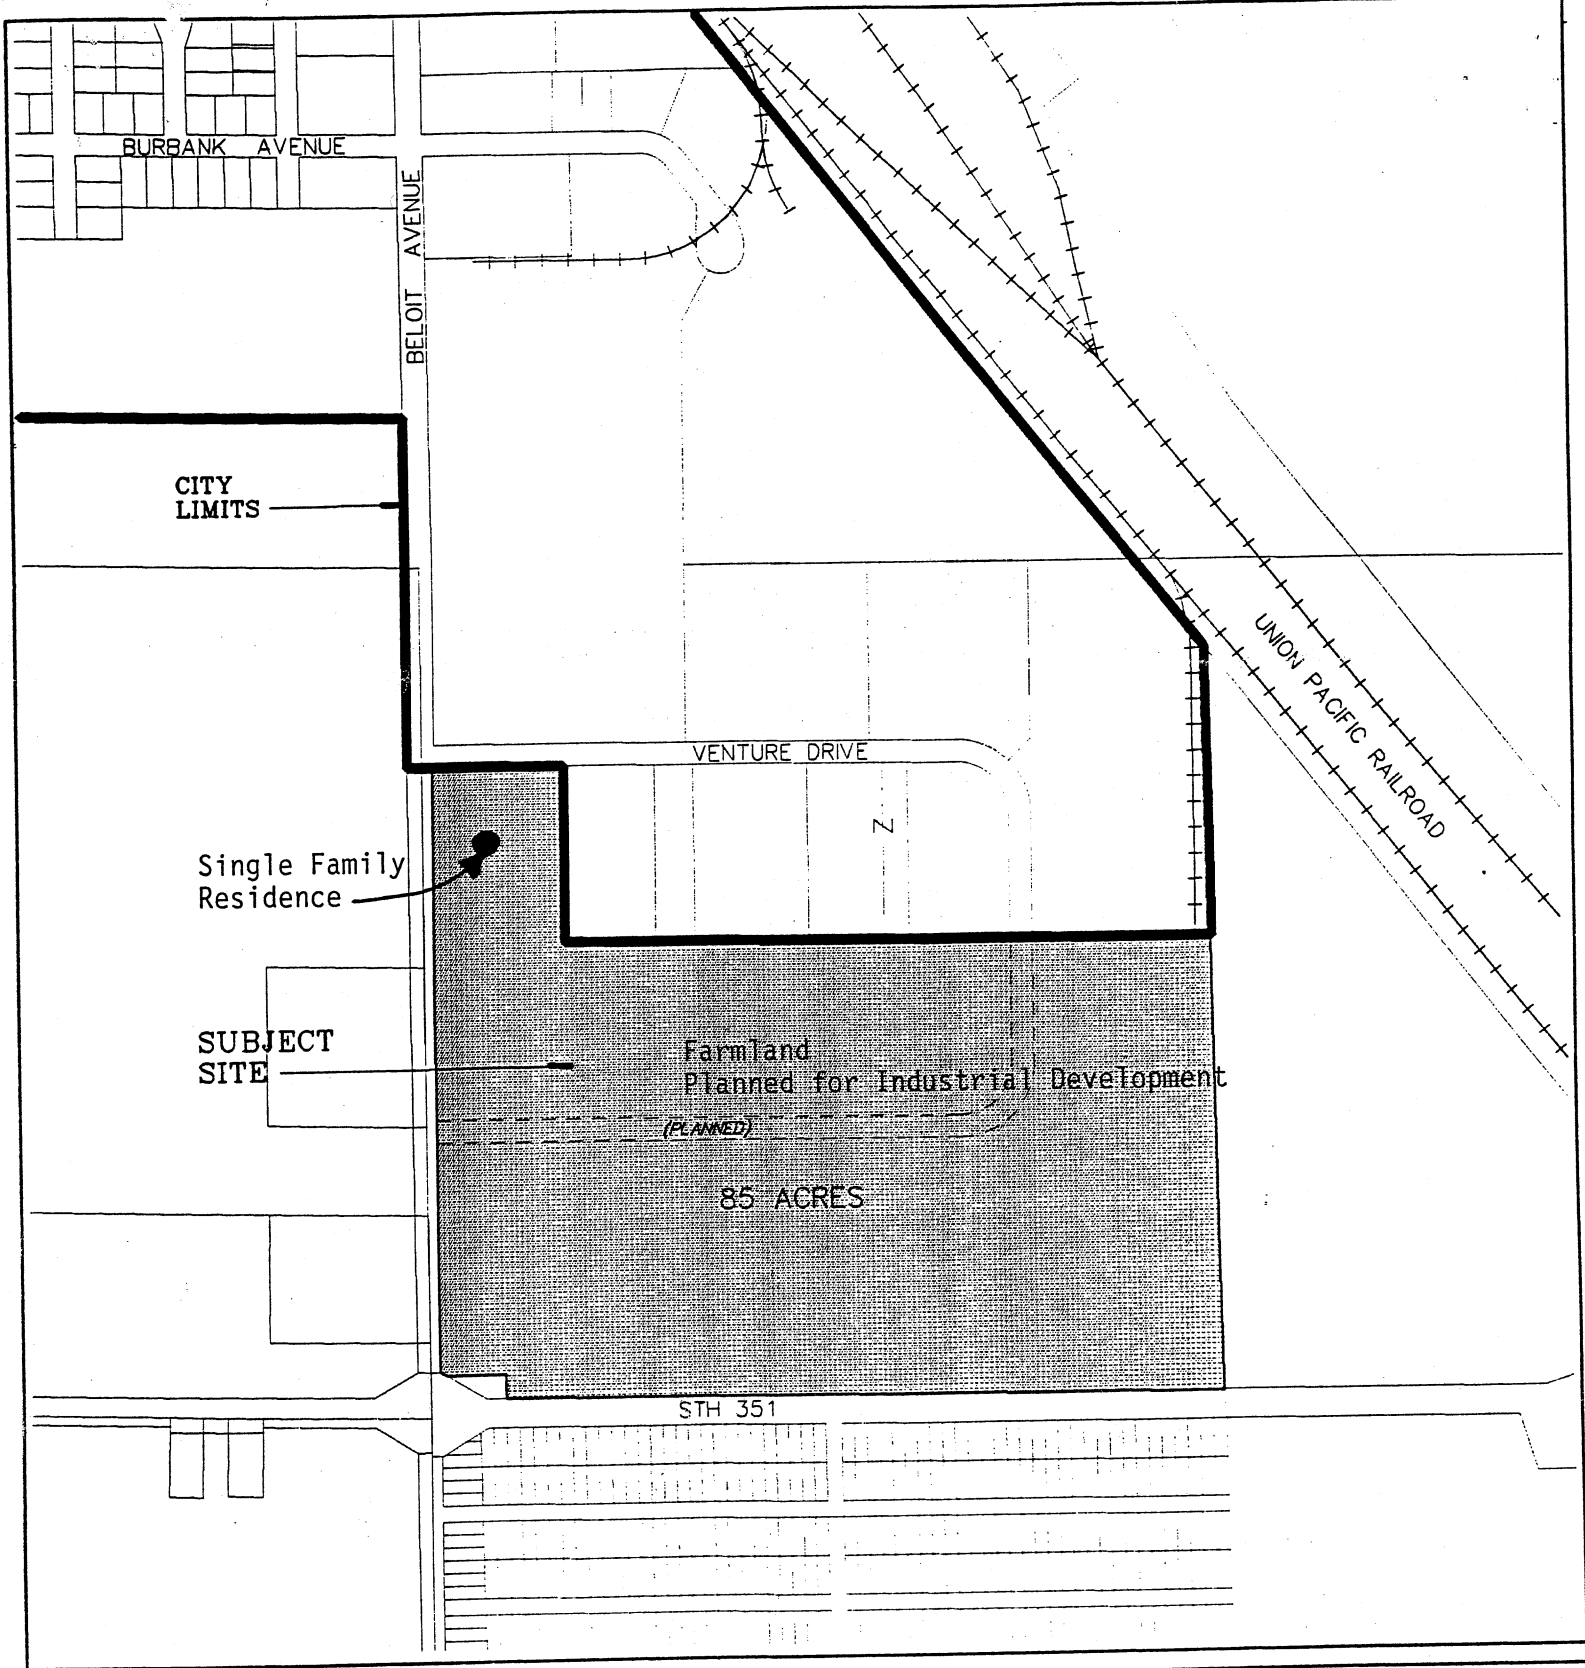 BURBANK AVENUE
BELOIT AVENUE
CITY
LIMITS
UNION PACIFIC RAILROAD
VENTURE DRIVE
Z
Single Family
Residence
SUBJECT
SITE
Farmland
Planned for Industrial Development
(PLANNED)
85 ACRES
STH 351